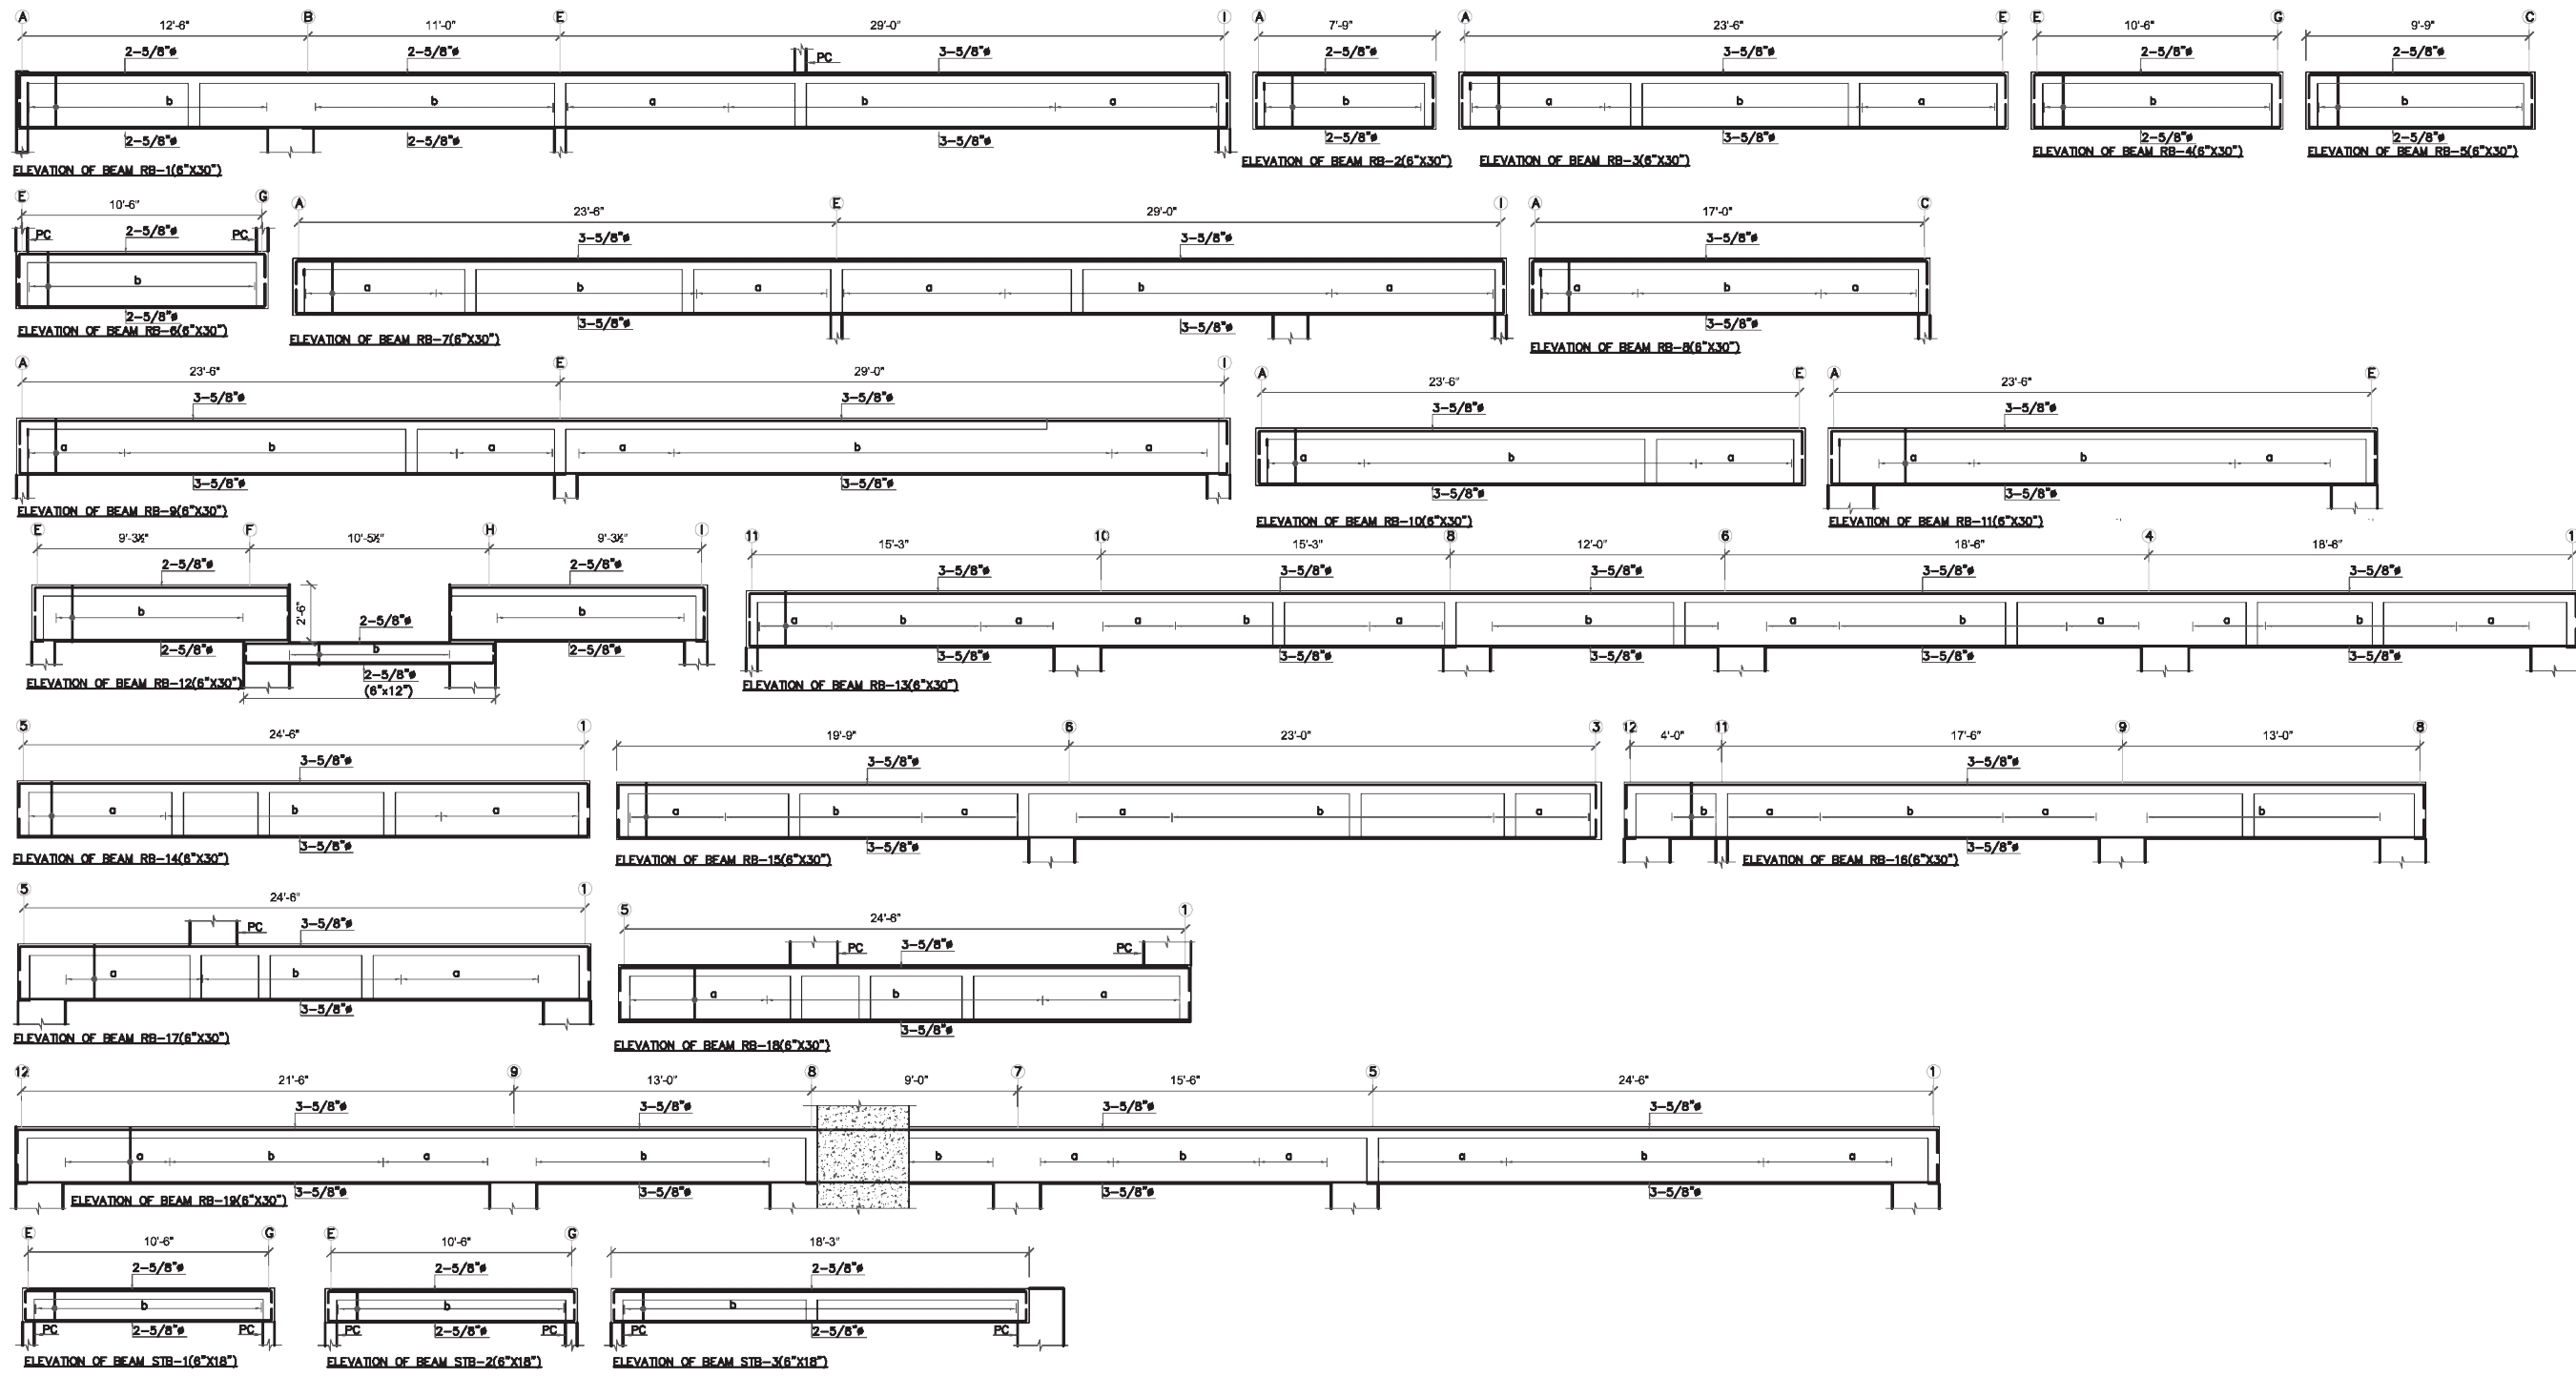 A B E I
12'-6" 11'-0" 29'-0"
2-5/8"ø 2-5/8"ø PC 3-5/8"ø
b b a b a
2-5/8"ø 2-5/8"ø 3-5/8"ø
ELEVATION OF BEAM RB-1(6"X30")
A
7'-9"
2-5/8"ø
b
2-5/8"ø
ELEVATION OF BEAM RB-2(6"X30")
A E
23'-6"
3-5/8"ø
a b a
3-5/8"ø
ELEVATION OF BEAM RB-3(6"X30")
E G
10'-6"
2-5/8"ø
b
2-5/8"ø
ELEVATION OF BEAM RB-4(6"X30")
C
9'-9"
2-5/8"ø
b
2-5/8"ø
ELEVATION OF BEAM RB-5(6"X30")
E G
10'-6"
PC 2-5/8"ø PC
b
2-5/8"ø
ELEVATION OF BEAM RB-6(6"X30")
A E I
23'-6" 29'-0"
3-5/8"ø 3-5/8"ø
a b a a b a
3-5/8"ø 3-5/8"ø
ELEVATION OF BEAM RB-7(6"X30")
A C
17'-0"
3-5/8"ø
a b a
3-5/8"ø
ELEVATION OF BEAM RB-8(6"X30")
A E I
23'-6" 29'-0"
3-5/8"ø 3-5/8"ø
a b a a b a
3-5/8"ø 3-5/8"ø
ELEVATION OF BEAM RB-9(6"X30")
A E
23'-6"
3-5/8"ø
a b a
3-5/8"ø
ELEVATION OF BEAM RB-10(6"X30")
A E
23'-6"
3-5/8"ø
a b a
3-5/8"ø
ELEVATION OF BEAM RB-11(6"X30")
E F H I
9'-3½" 10'-5½" 9'-3½"
2-5/8"ø 2-5/8"ø
2'-6"
b 2-5/8"ø b
2-5/8"ø b 2-5/8"ø
2-5/8"ø
(6"x12")
ELEVATION OF BEAM RB-12(6"X30")
11 10 8 6 4 1
15'-3" 15'-3" 12'-0" 18'-6" 18'-6"
3-5/8"ø 3-5/8"ø 3-5/8"ø 3-5/8"ø 3-5/8"ø
a b a a b a b a b a a b a
3-5/8"ø 3-5/8"ø 3-5/8"ø 3-5/8"ø 3-5/8"ø
ELEVATION OF BEAM RB-13(6"X30")
5 1
24'-6"
3-5/8"ø
a b a
3-5/8"ø
ELEVATION OF BEAM RB-14(6"X30")
6 3
19'-9" 23'-0"
3-5/8"ø
a b a a b a
3-5/8"ø
ELEVATION OF BEAM RB-15(6"X30")
12 11 9 8
4'-0" 17'-6" 13'-0"
3-5/8"ø
b a b a b
3-5/8"ø
ELEVATION OF BEAM RB-16(6"X30")
5 1
24'-6"
PC 3-5/8"ø
a b a
3-5/8"ø
ELEVATION OF BEAM RB-17(6"X30")
5 1
24'-6"
PC 3-5/8"ø PC
a b a
3-5/8"ø
ELEVATION OF BEAM RB-18(6"X30")
12 9 8 7 5 1
21'-6" 13'-0" 9'-0" 15'-6" 24'-6"
3-5/8"ø 3-5/8"ø 3-5/8"ø 3-5/8"ø
a b a b b a b a a b a
3-5/8"ø 3-5/8"ø 3-5/8"ø 3-5/8"ø
ELEVATION OF BEAM RB-19(6"X30")
E G
10'-6"
2-5/8"ø
b
PC 2-5/8"ø PC
ELEVATION OF BEAM STB-1(6"X18")
E G
10'-6"
2-5/8"ø
b
PC 2-5/8"ø PC
ELEVATION OF BEAM STB-2(6"X18")
18'-3"
2-5/8"ø
b
PC 2-5/8"ø PC
ELEVATION OF BEAM STB-3(6"X18")